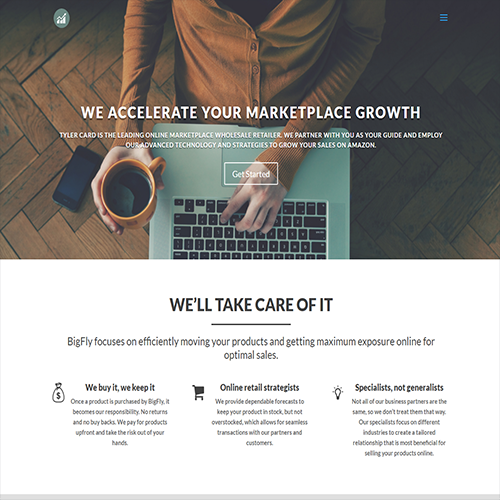 WE ACCELERATE YOUR MARKETPLACE GROWTH
TYLER CARD IS THE LEADING ONLINE MARKETPLACE WHOLESALE RETAILER. WE PARTNER WITH YOU AS YOUR GUIDE AND EMPLOY
OUR ADVANCED TECHNOLOGY AND STRATEGIES TO GROW YOUR SALES ON AMAZON.
Get Started
WE'LL TAKE CARE OF IT
BigFly focuses on efficiently moving your products and getting maximum exposure online for
optimal sales.
We buy it, we keep it
Once a product is purchased by BigFly, it
becomes our responsibility. No returns
and no buy backs. We pay for products
upfront and take the risk out of your
hands.
Online retail strategists
We provide dependable forecasts to
keep your product in stock, but not
overstocked, which allows for seamless
transactions with our partners and
customers.
Specialists, not generalists
Not all of our business partners are the
same, so we don't treat them that way.
Our specialists focus on different
industries to create a tailored
relationship that is most beneficial for
selling your products online.